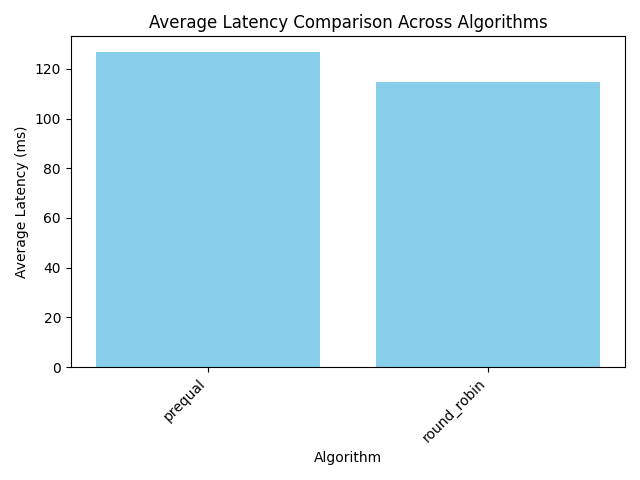 Average Latency Comparison Across Algorithms
Average Latency (ms)
120
100
80
60
40
20
0
prequal
round_robin
Algorithm